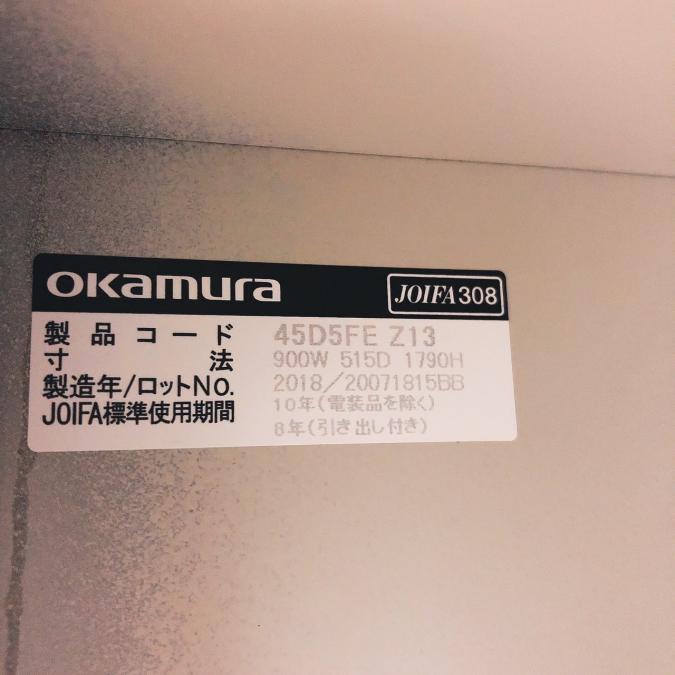 okamura
JOIFA308
製品コード 45D5FE Z13
寸法 900W 515D 1790H
製造年/ロットNo. 2018/20071815BB
JOIFA標準使用期間 10年(電装品を除く)
8年(引き出し付き)